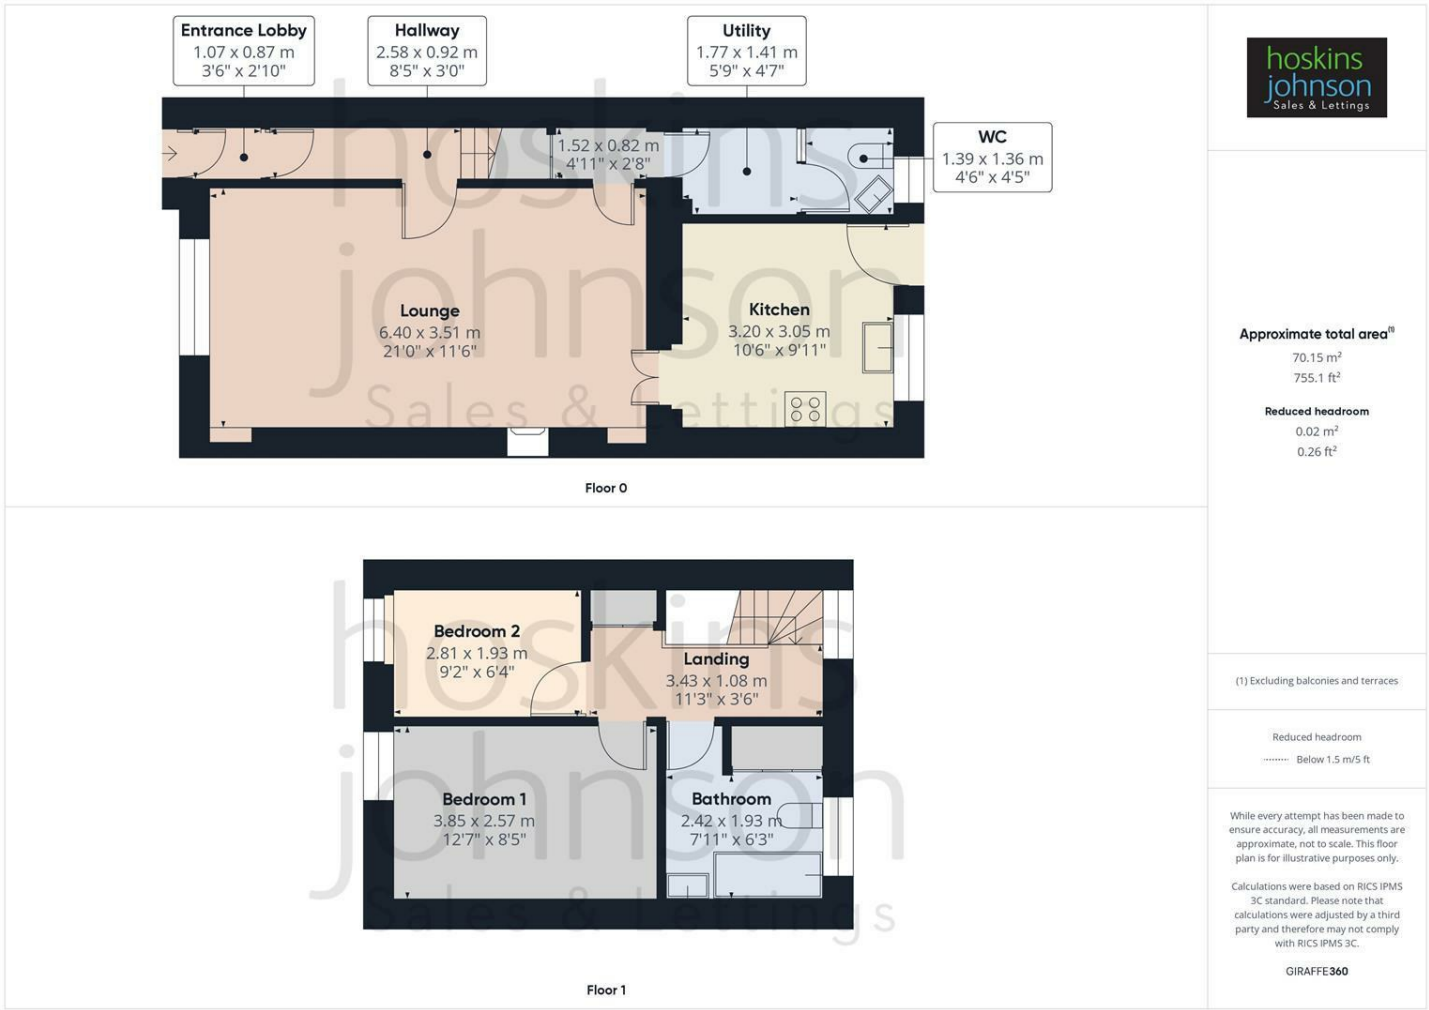 Entrance Lobby
1.07 x 0.87 m
3'6" x 2'10"
Hallway
2.58 x 0.92 m
8'5" x 3'0"
Utility
1.77 x 1.41 m
5'9" x 4'7"
WC
1.39 x 1.36 m
4'6" x 4'5"
1.52 x 0.82 m
4'11" x 2'8"
Lounge
6.40 x 3.51 m
21'0" x 11'6"
Kitchen
3.20 x 3.05 m
10'6" x 9'11"
hoskins
johnson
Sales & Lettings
Floor 0
Bedroom 2
2.81 x 1.93 m
9'2" x 6'4"
Landing
3.43 x 1.08 m
11'3" x 3'6"
Bedroom 1
3.85 x 2.57 m
12'7" x 8'5"
Bathroom
2.42 x 1.93 m
7'11" x 6'3"
hoskins
johnson
Sales & Lettings
Floor 1
hoskins
johnson
Sales & Lettings
Approximate total area(1)
70.15 m²
755.1 ft²
Reduced headroom
0.02 m²
0.26 ft²
(1) Excluding balconies and terraces
Reduced headroom
Below 1.5 m/5 ft
While every attempt has been made to
ensure accuracy, all measurements are
approximate, not to scale. This floor
plan is for illustrative purposes only.
Calculations were based on RICS IPMS
3C standard. Please note that
calculations were adjusted by a third
party and therefore may not comply
with RICS IPMS 3C.
GIRAFFE360